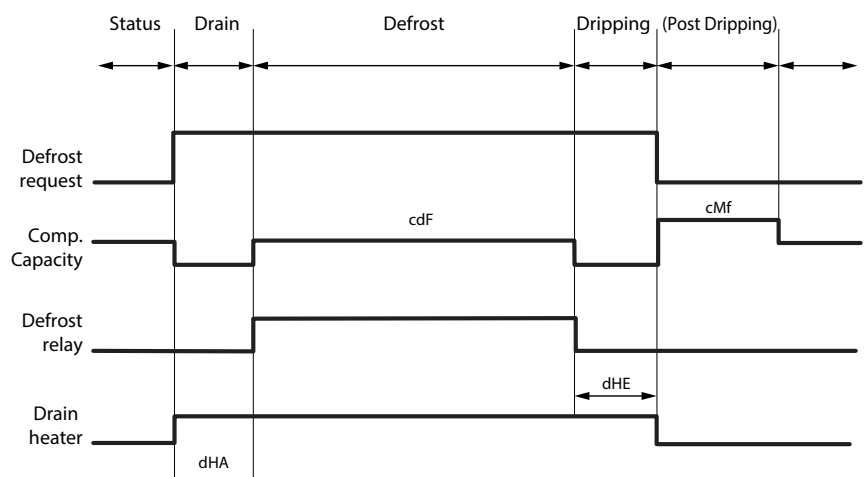 Status Drain Defrost Dripping (Post Dripping)
Defrost
request
cdF
cMf
Comp.
Capacity
Defrost
relay
dHE
Drain
heater
dHA